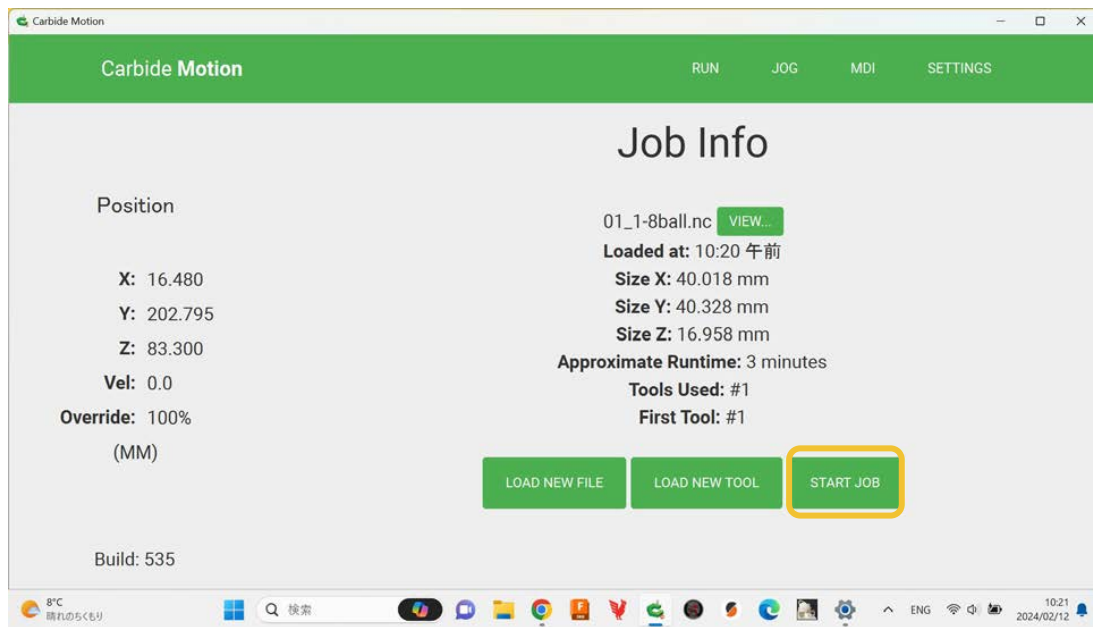 Carbide Motion
Carbide Motion
RUN JOG MDI SETTINGS
Job Info
Position
X: 16.480
Y: 202.795
Z: 83.300
Vel: 0.0
Override: 100%
(MM)
Build: 535
01_1-8ball.nc VIEW...
Loaded at: 10:20 午前
Size X: 40.018 mm
Size Y: 40.328 mm
Size Z: 16.958 mm
Approximate Runtime: 3 minutes
Tools Used: #1
First Tool: #1
LOAD NEW FILE LOAD NEW TOOL START JOB
8°C
晴れのちくもり
検索
ENG
10:21
2024/02/12